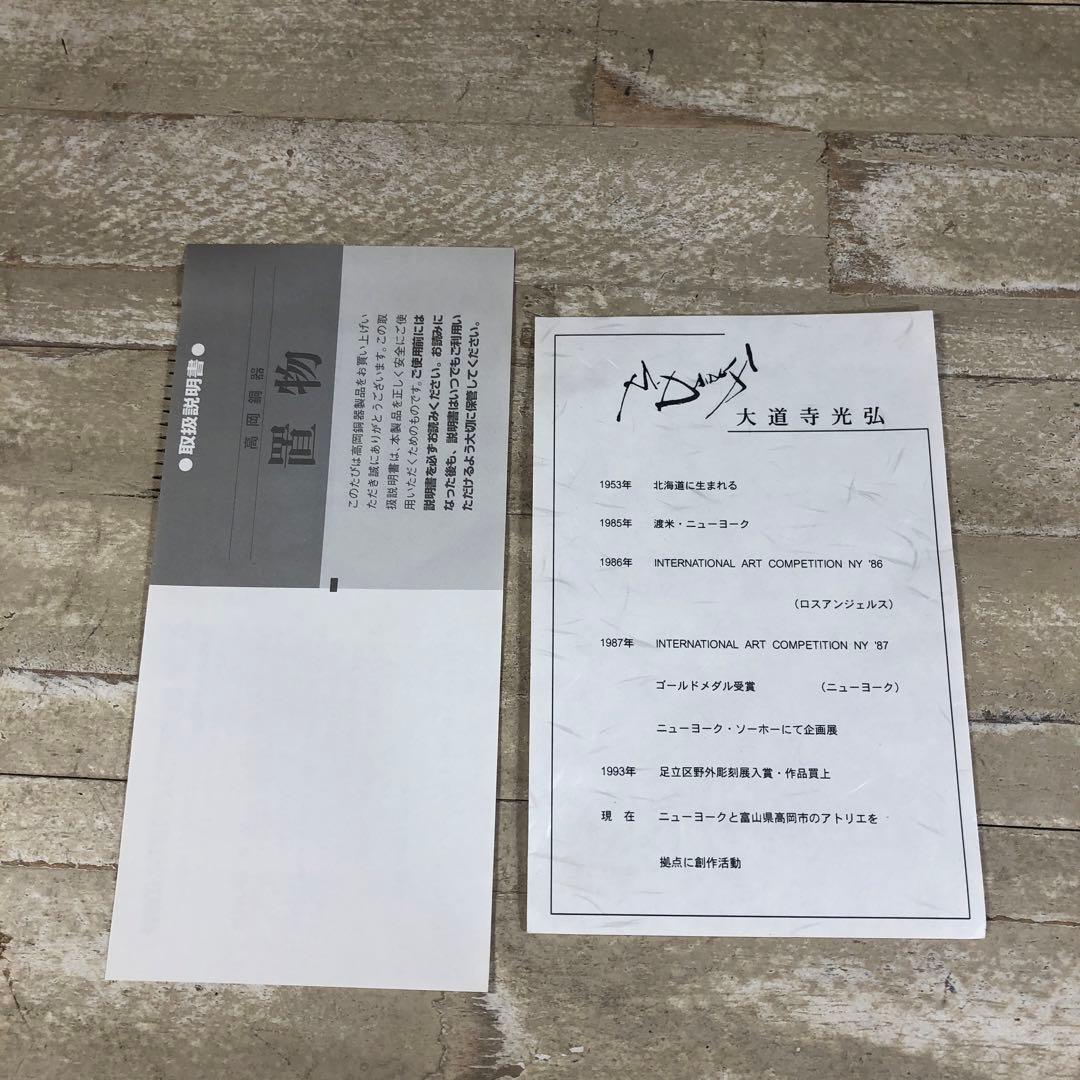 ●取扱説明書●
高岡銅器
置物
このたびは高岡銅器製品をお買い上げい
ただき誠にありがとうございます。この取
扱説明書は、本製品を正しく安全にご使
用いただくためのものです。ご使用前には
説明書を必ずお読みください。お読みに
なった後も、説明書はいつでもご利用い
ただけるよう大切に保管してください。
大道寺光弘
1953年 北海道に生まれる
1985年 渡米・ニューヨーク
1986年 INTERNATIONAL ART COMPETITION NY '86
（ロスアンジェルス）
1987年 INTERNATIONAL ART COMPETITION NY '87
ゴールドメダル受賞 （ニューヨーク）
ニューヨーク・ソーホーにて企画展
1993年 足立区野外彫刻展入賞・作品買上
現在 ニューヨークと富山県高岡市のアトリエを
拠点に創作活動